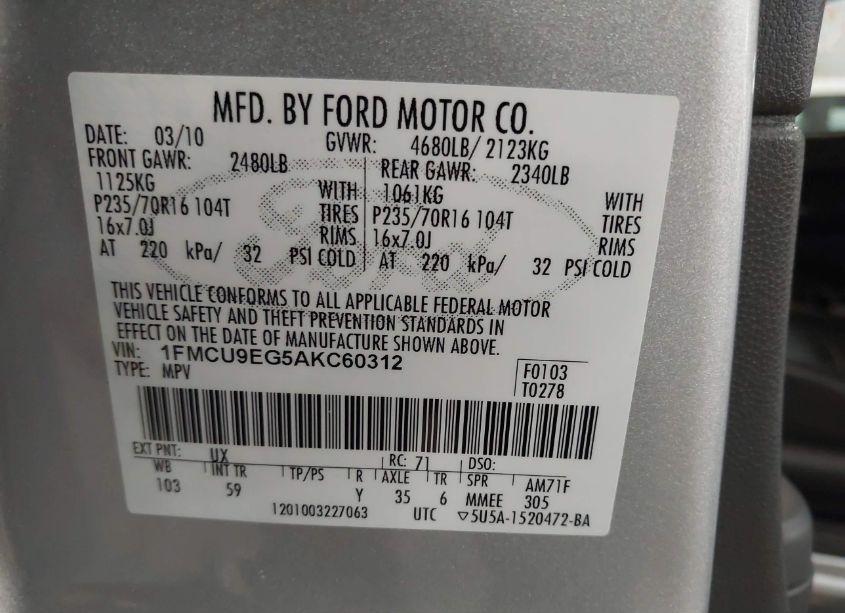 MFD. BY FORD MOTOR CO.
DATE: 03/10 GVWR: 4680LB/ 2123KG
FRONT GAWR: 2480LB REAR GAWR: 2340LB
1125KG WITH 1061KG WITH
P235/70R16 104T TIRES P235/70R16 104T TIRES
16x7.0J RIMS 16x7.0J RIMS
AT 220 kPa/ 32 PSI COLD AT 220 kPa/ 32 PSI COLD
THIS VEHICLE CONFORMS TO ALL APPLICABLE FEDERAL MOTOR
VEHICLE SAFETY AND THEFT PREVENTION STANDARDS IN
EFFECT ON THE DATE OF MANUFACTURE SHOWN ABOVE.
VIN: 1FMCU9EG5AKC60312
TYPE: MPV
F0103
T0278
EXT PNT: UX RC: 71 DSO:
WB INT TR TP/PS R AXLE TR SPR AM71F
103 59 Y 35 6 MMEE 305
1201003227063 UTC ▽5U5A-1520472-BA